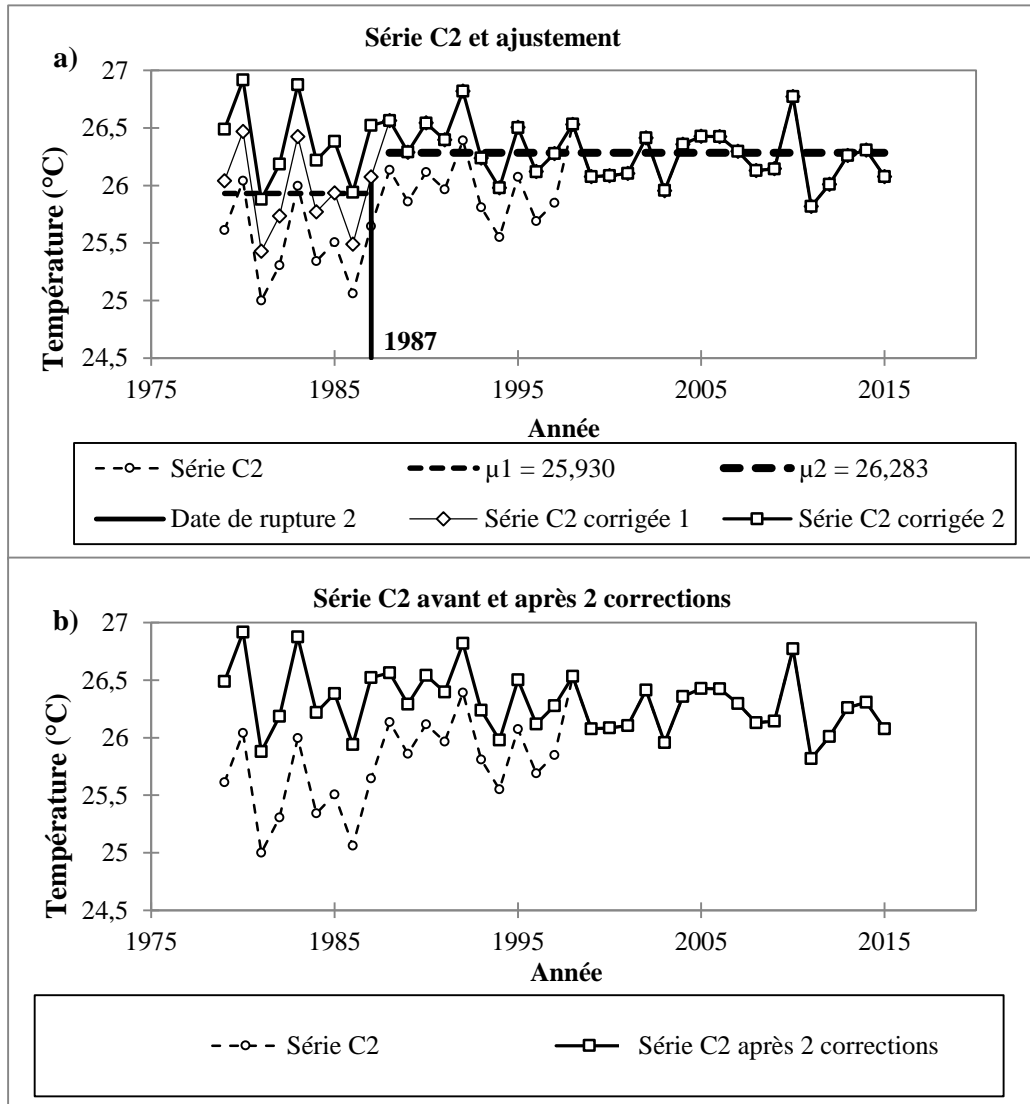 Série C2 et ajustement
a)
27
26,5
26
25,5
25
24,5
Température (°C)
1987
1975 1985 1995 2005 2015
Année
Série C2 µ1 = 25,930 µ2 = 26,283
Date de rupture 2 Série C2 corrigée 1 Série C2 corrigée 2
Série C2 avant et après 2 corrections
b)
27
26,5
26
25,5
25
24,5
Température (°C)
1975 1985 1995 2005 2015
Année
Série C2 Série C2 après 2 corrections